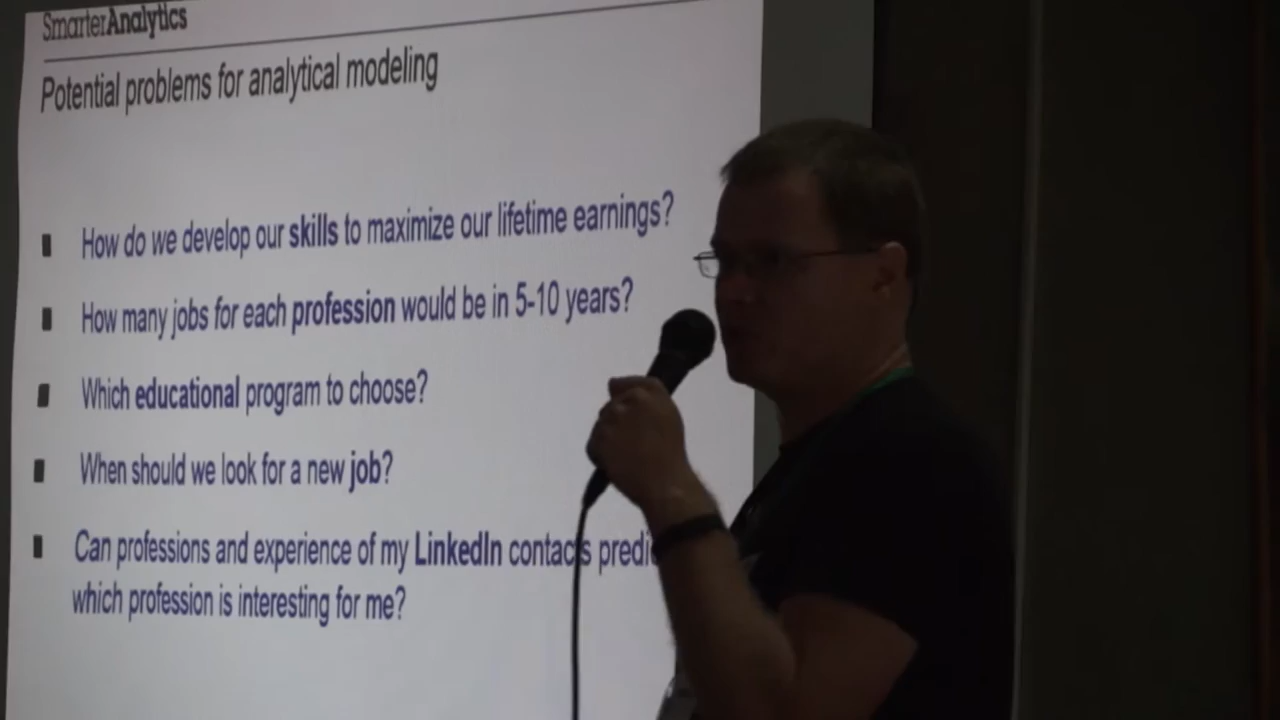 SmarterAnalytics
Potential problems for analytical modeling
How do we develop our skills to maximize our lifetime earnings?
How many jobs for each profession would be in 5-10 years?
Which educational program to choose?
When should we look for a new job?
Can professions and experience of my LinkedIn contacts
which profession is interesting for me?